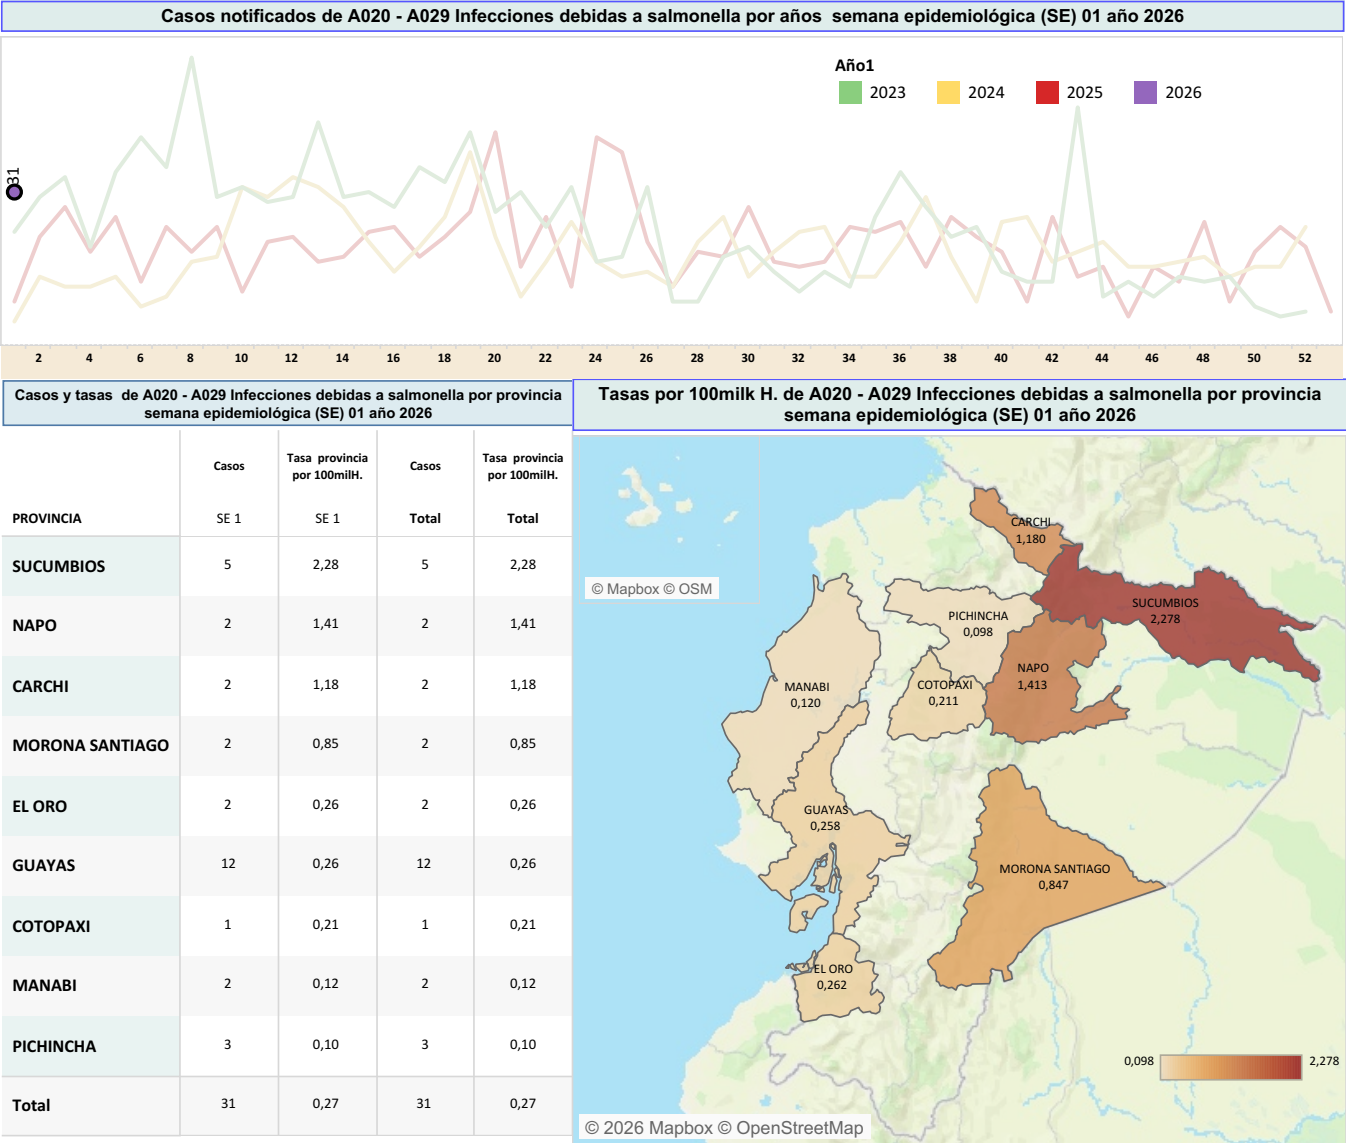 Casos notificados de A020 - A029 Infecciones debidas a salmonella por años  semana epidemiológica (SE) 01 año 2026
Año1
2023
2024
2025
2026
31
2 4 6 8 10 12 14 16 18 20 22 24 26 28 30 32 34 36 38 40 42 44 46 48 50 52
Casos y tasas  de A020 - A029 Infecciones debidas a salmonella por provincia
semana epidemiológica (SE) 01 año 2026
Casos Tasa  provincia Casos Tasa  provincia
por 100milH. por 100milH.
PROVINCIA SE 1 SE 1 Total Total
SUCUMBIOS 5 2,28 5 2,28
NAPO 2 1,41 2 1,41
CARCHI 2 1,18 2 1,18
MORONA SANTIAGO 2 0,85 2 0,85
EL ORO 2 0,26 2 0,26
GUAYAS 12 0,26 12 0,26
COTOPAXI 1 0,21 1 0,21
MANABI 2 0,12 2 0,12
PICHINCHA 3 0,10 3 0,10
Total 31 0,27 31 0,27
Tasas por 100milk H. de A020 - A029 Infecciones debidas a salmonella por provincia
semana epidemiológica (SE) 01 año 2026
CARCHI
1,180
© Mapbox © OSM
SUCUMBIOS
2,278
PICHINCHA
0,098
NAPO
1,413
COTOPAXI
0,211
MANABI
0,120
GUAYAS
0,258
MORONA SANTIAGO
0,847
EL ORO
0,262
0,098 2,278
© 2026 Mapbox © OpenStreetMap